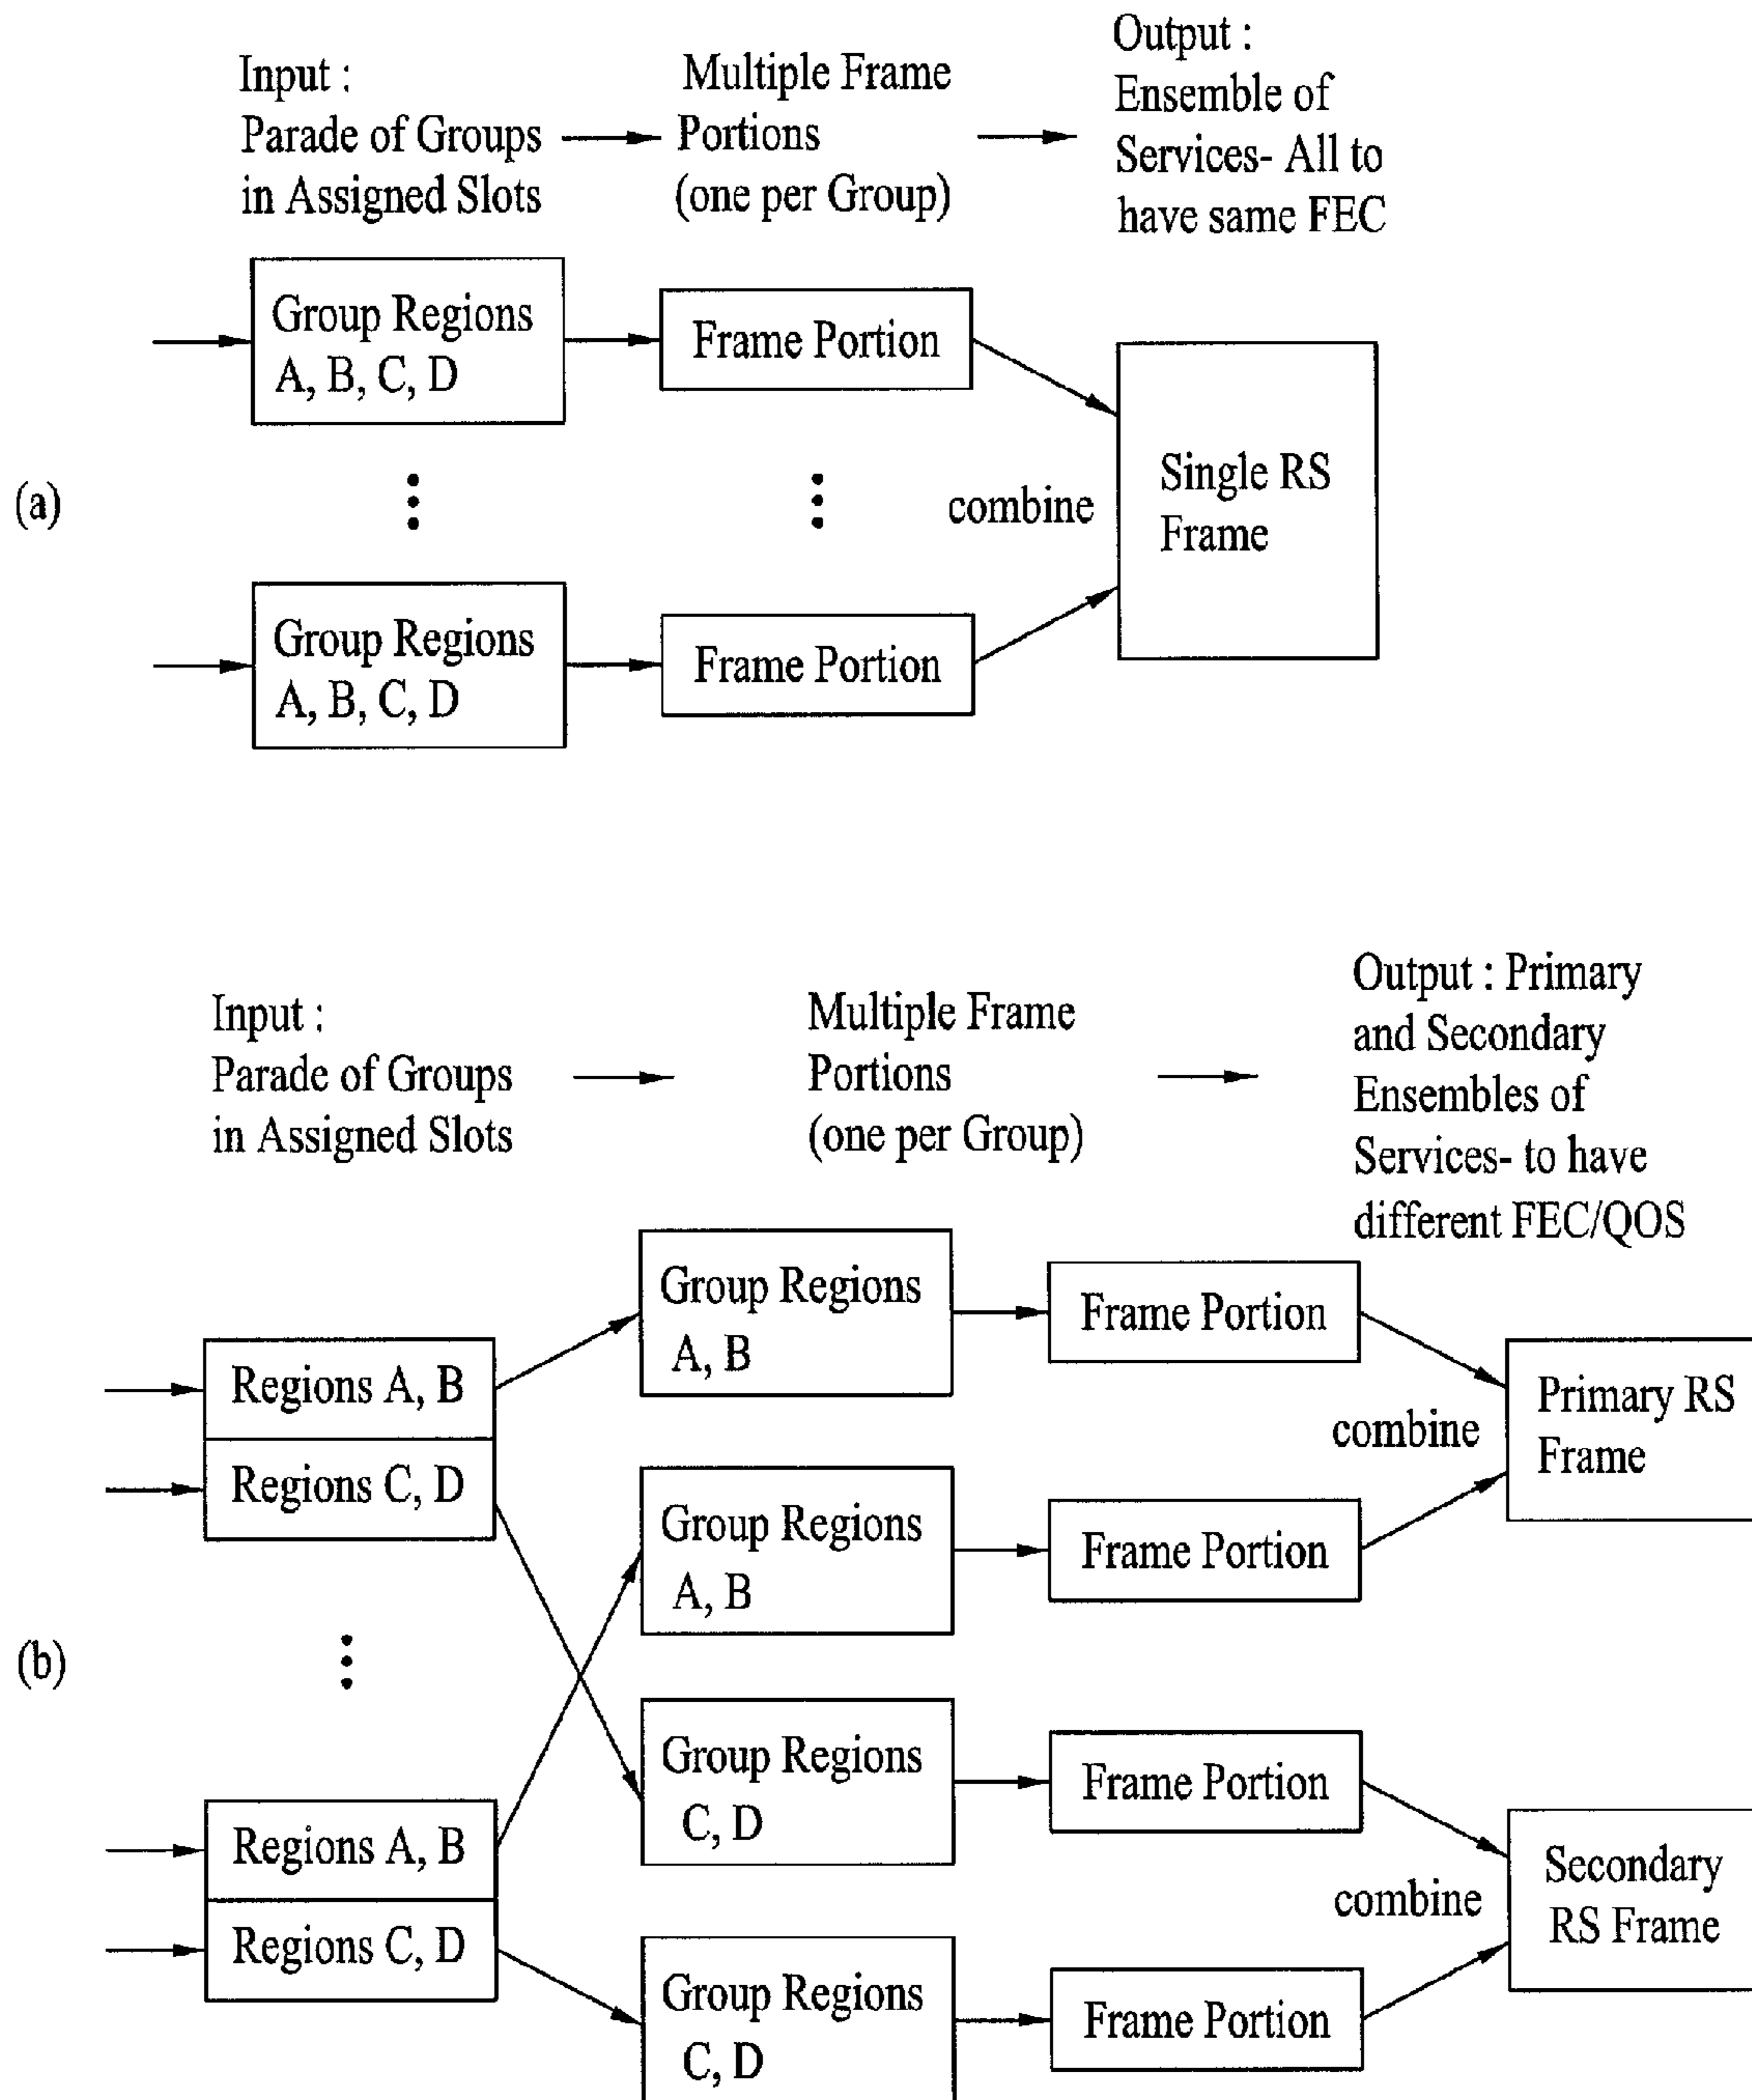 Input :
Parade of Groups
in Assigned Slots
Multiple Frame
Portions
(one per Group)
Output :
Ensemble of
Services- All to
have same FEC
(a)
Group Regions
A, B, C, D
Frame Portion
combine
Single RS
Frame
Group Regions
A, B, C, D
Frame Portion
Input :
Parade of Groups
in Assigned Slots
Multiple Frame
Portions
(one per Group)
Output : Primary
and Secondary
Ensembles of
Services- to have
different FEC/QOS
(b)
Regions A, B
Regions C, D
Group Regions
A, B
Frame Portion
Group Regions
A, B
Frame Portion
combine
Primary RS
Frame
Regions A, B
Regions C, D
Group Regions
C, D
Frame Portion
Group Regions
C, D
Frame Portion
combine
Secondary
RS Frame